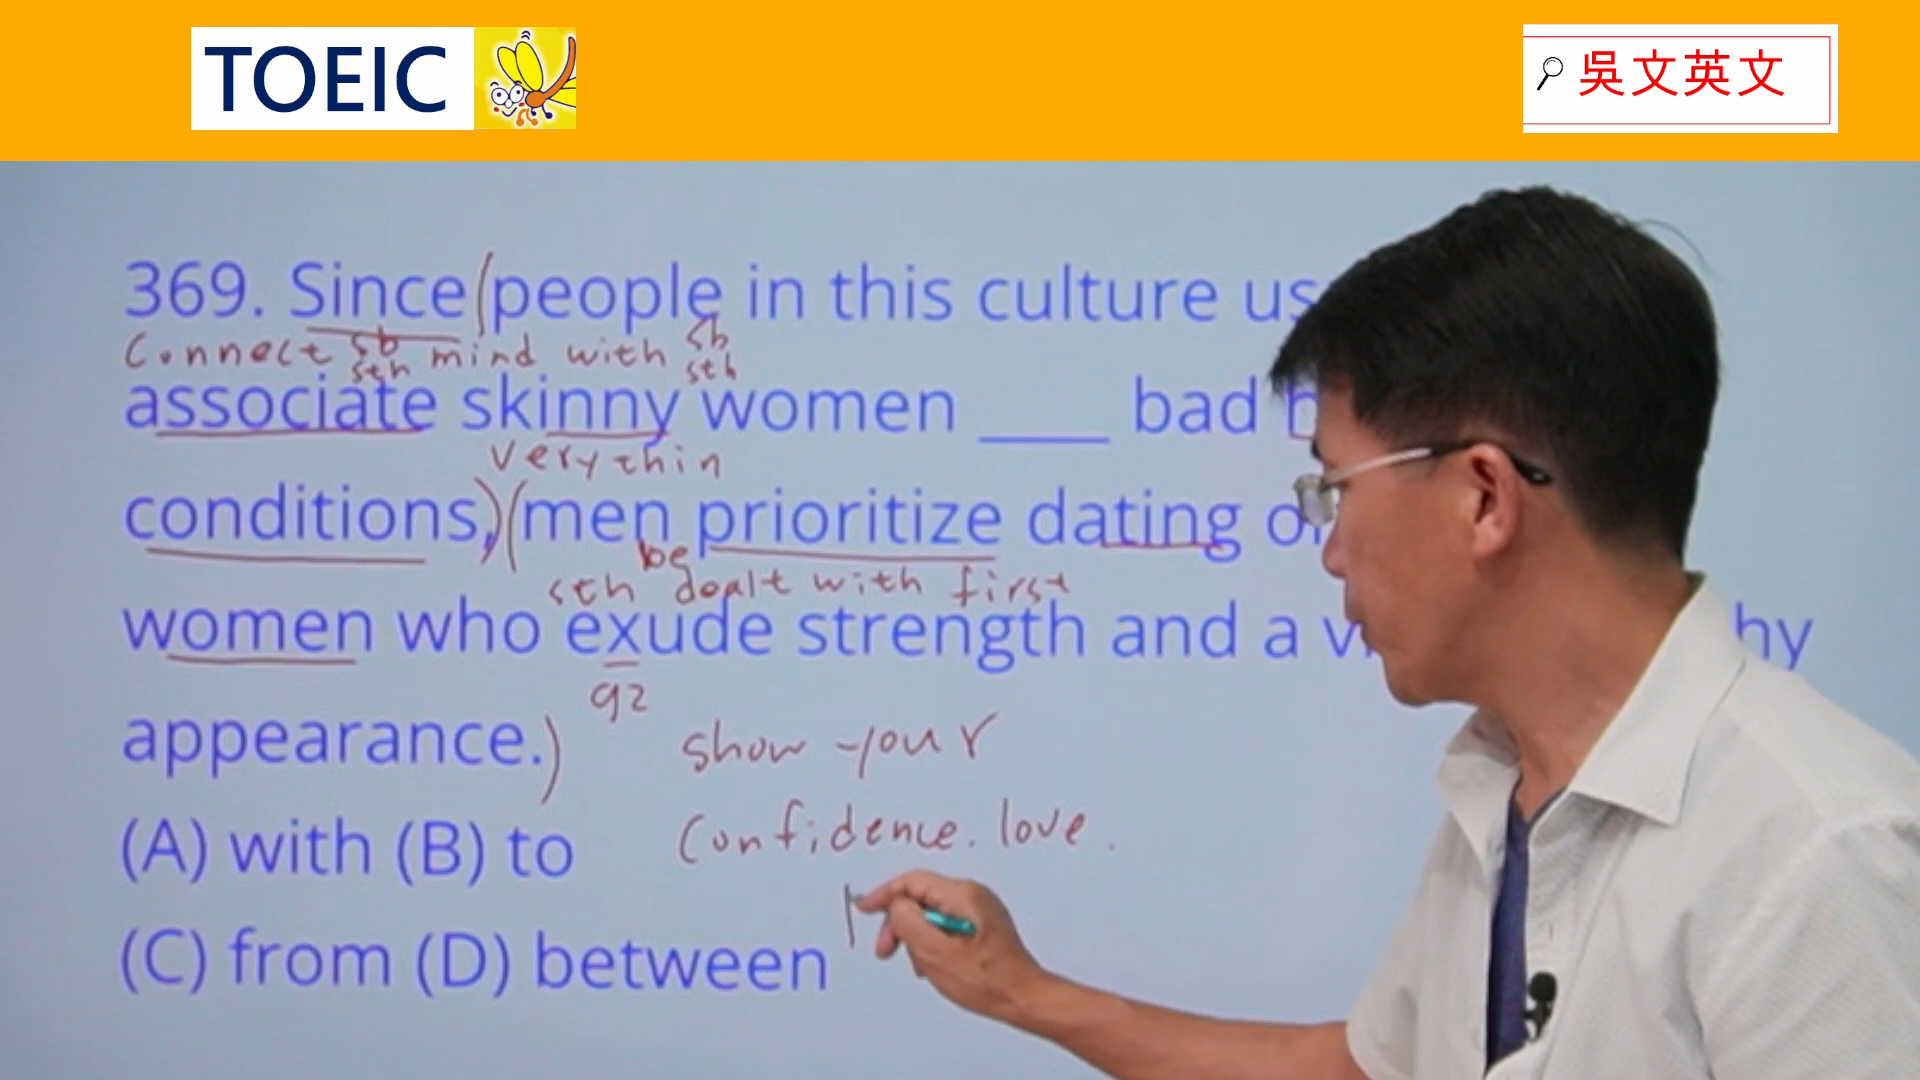 TOEIC
吳文英文
369. Since (people in this culture us
Connect sb mind with sb
sth sth
associate skinny women ____ bad
very thin
conditions,) (men prioritize dating
be
sth dealt with first
women who exude strength and a v hy
gz
appearance.)
show your
(A) with (B) to
confidence. love.
(C) from (D) between